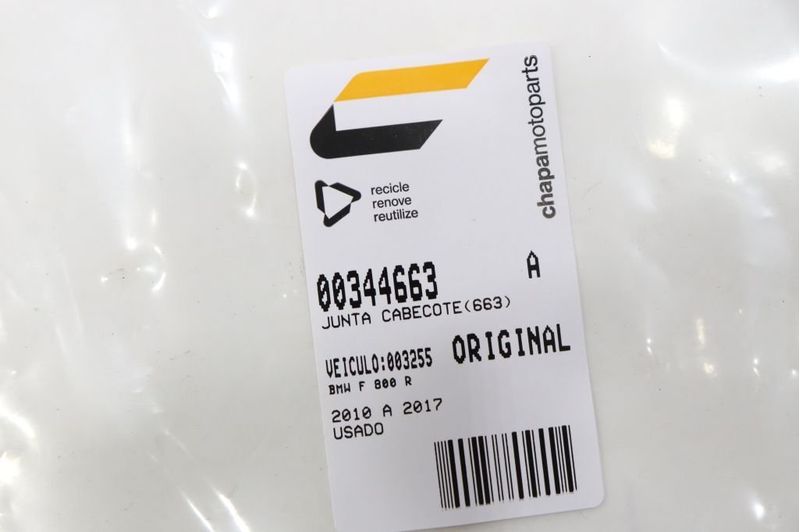 chapamotoparts
recicle
renove
reutilize
00344663 A
JUNTA CABECOTE(663)
VEICULO:003255 ORIGINAL
BMW F 800 R
2010 A 2017
USADO